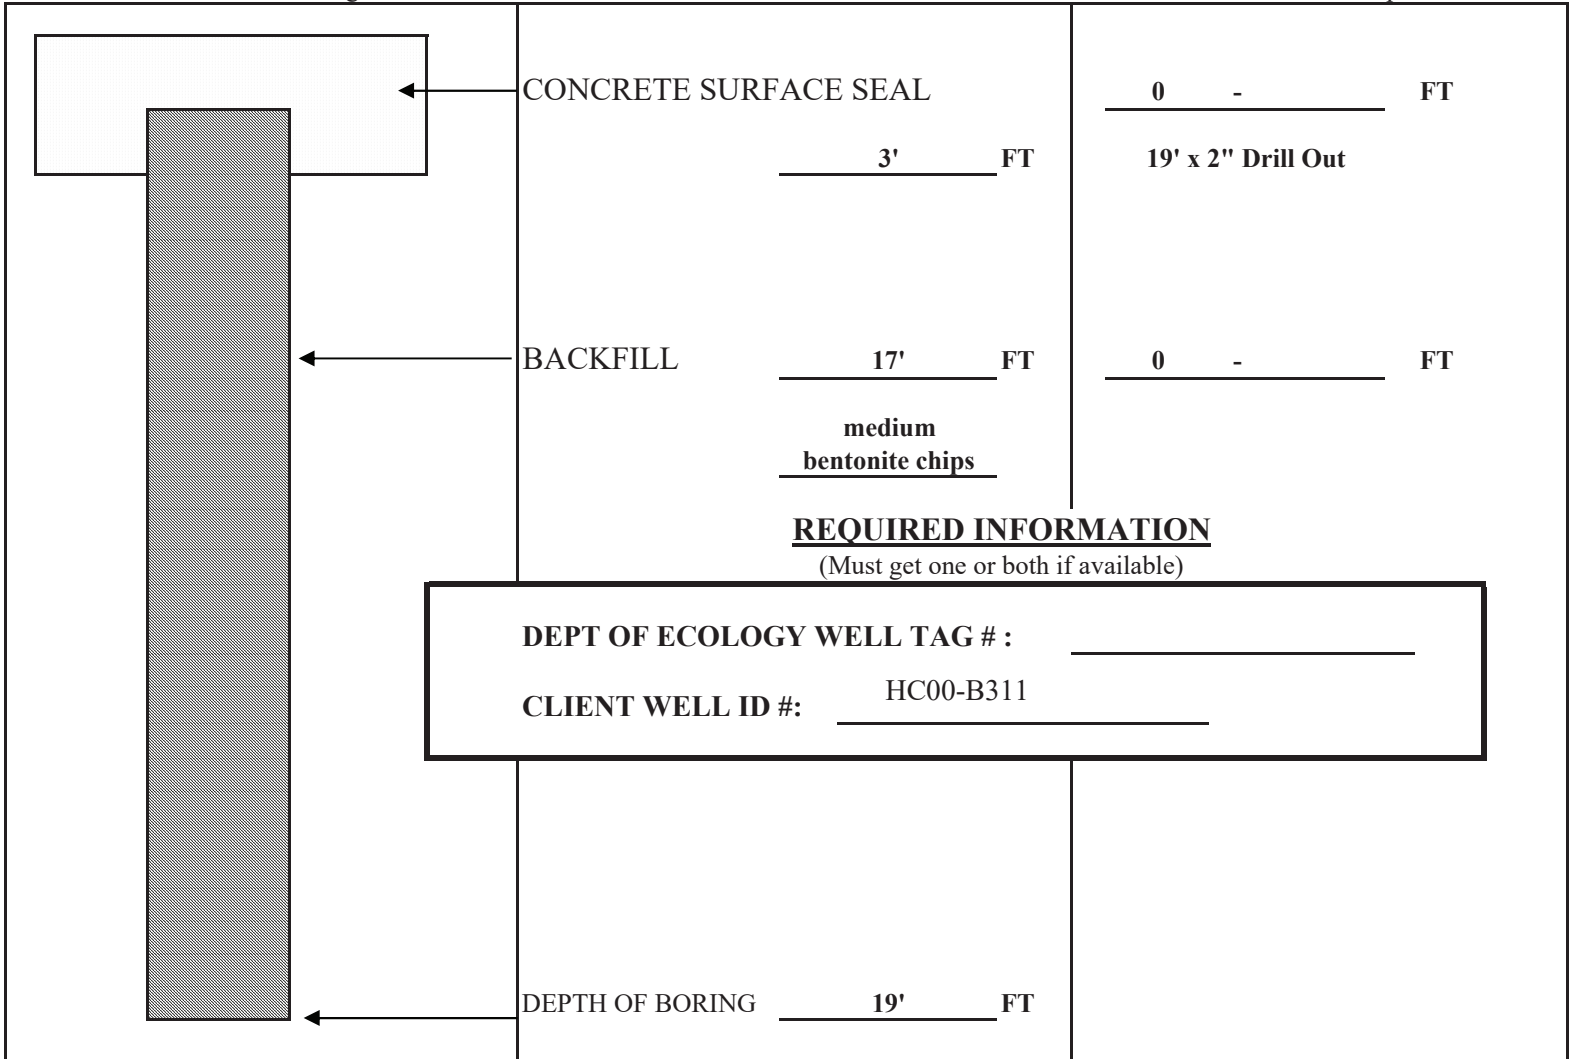 CONCRETE SURFACE SEAL 0 - FT
3' FT 19' x 2" Drill Out
BACKFILL 17' FT 0 - FT
medium
bentonite chips
REQUIRED INFORMATION
(Must get one or both if available)
DEPT OF ECOLOGY WELL TAG # :
CLIENT WELL ID #: HC00-B311
DEPTH OF BORING 19' FT